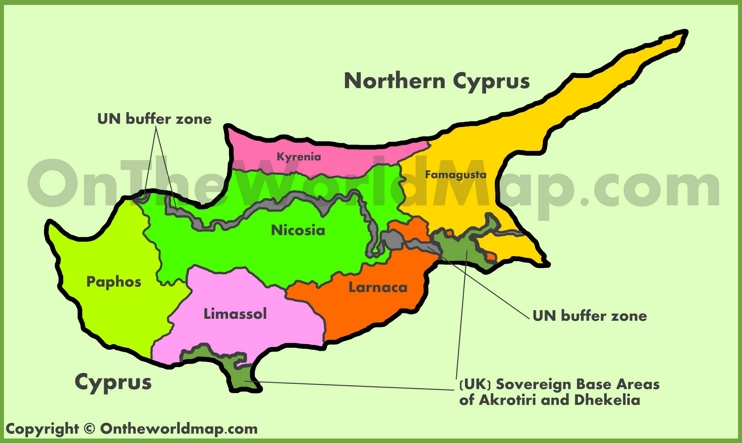 Northern Cyprus
UN buffer zone
Kyrenia
OnTheWorldMap.com
Famagusta
Nicosia
Paphos
Larnaca
Limassol
UN buffer zone
Cyprus
(UK) Sovereign Base Areas
of Akrotiri and Dhekelia
Copyright © Ontheworldmap.com